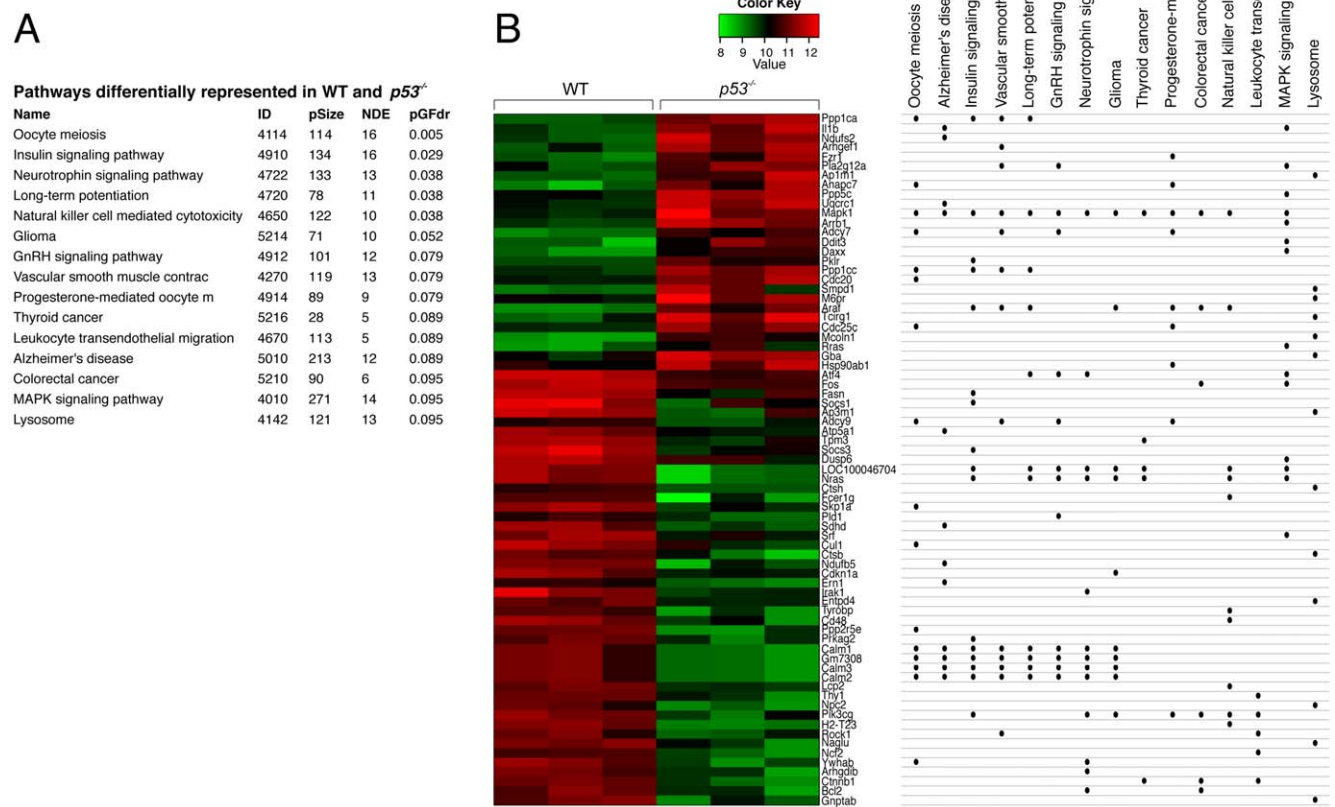 A
B
Color Key
8 9 10 11 12
Value
Pathways differentially represented in WT and p53-/-
Name ID pSize NDE pGFdr
Oocyte meiosis 4114 114 16 0.005
Insulin signaling pathway 4910 134 16 0.029
Neurotrophin signaling pathway 4722 133 13 0.038
Long-term potentiation 4720 78 11 0.038
Natural killer cell mediated cytotoxicity 4650 122 10 0.038
Glioma 5214 71 10 0.052
GnRH signaling pathway 4912 101 12 0.079
Vascular smooth muscle contrac 4270 119 13 0.079
Progesterone-mediated oocyte m 4914 89 9 0.079
Thyroid cancer 5216 28 5 0.089
Leukocyte transendothelial migration 4670 113 5 0.089
Alzheimer's disease 5010 213 12 0.089
Colorectal cancer 5210 90 6 0.095
MAPK signaling pathway 4010 271 14 0.095
Lysosome 4142 121 13 0.095
WT
p53-/-
Oocyte meiosis
Alzheimer's dise
Insulin signaling
Vascular smooth
Long-term poten
GnRH signaling
Neurotrophin sig
Glioma
Thyroid cancer
Progesterone-m
Colorectal cance
Natural killer cel
Leukocyte trans
MAPK signaling
Lysosome
Ppp1ca
Il1b
Ndufs2
Arhgef1
Fzr1
Pla2g12a
Ap1m1
Anapc7
Ppp5c
Uqcrc1
Mapk1
Arrb1
Adcy7
Ddit3
Daxx
Pklr
Ppp1cc
Cdc20
Smpd1
M6pr
Araf
Tcirg1
Cdc25c
Mcoln1
Rras
Gba
Hsp90ab1
Atf4
Fos
Fasn
Socs1
Ap3m1
Adcy9
Atp5a1
Tpm3
Socs3
Dusp6
LOC100046704
Nras
Ctsh
Fcer1g
Skp1a
Pld1
Sdhd
Srf
Cul1
Ctsb
Ndufb5
Cdkn1a
Ern1
Irak1
Entpd4
Tyrobp
Cd48
Ppp2r5e
Prkag2
Calm1
Gm7308
Calm3
Calm2
Lcp2
Thy1
Npc2
Pik3cg
H2-T23
Rock1
Naglu
Ncf2
Ywhab
Arhgdib
Ctnnb1
Bcl2
Gnptab